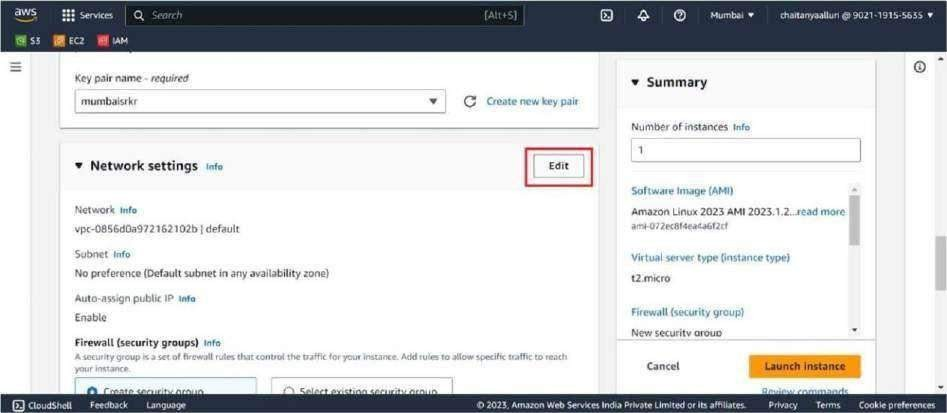 aws
Services
Search
[Alt+S]
Mumbai
chaitanyaalluri @ 9021-1915-5635
S3
EC2
IAM
Key pair name - required
mumbaisrkr
Create new key pair
Network settings Info
Edit
Network Info
vpc-0856d0a972162102b | default
Subnet Info
No preference (Default subnet in any availability zone)
Auto-assign public IP Info
Enable
Firewall (security groups) Info
A security group is a set of firewall rules that control the traffic for your instance. Add rules to allow specific traffic to reach
your instance.
Create security group
Select existing security group
Summary
Number of instances Info
1
Software Image (AMI)
Amazon Linux 2023 AMI 2023.1.2...read more
ami-072ec8f4ea4a6f2cf
Virtual server type (instance type)
t2.micro
Firewall (security group)
New security group
Cancel
Launch instance
Review commands
CloudShell
Feedback
Language
© 2023, Amazon Web Services India Private Limited or its affiliates.
Privacy
Terms
Cookie preferences